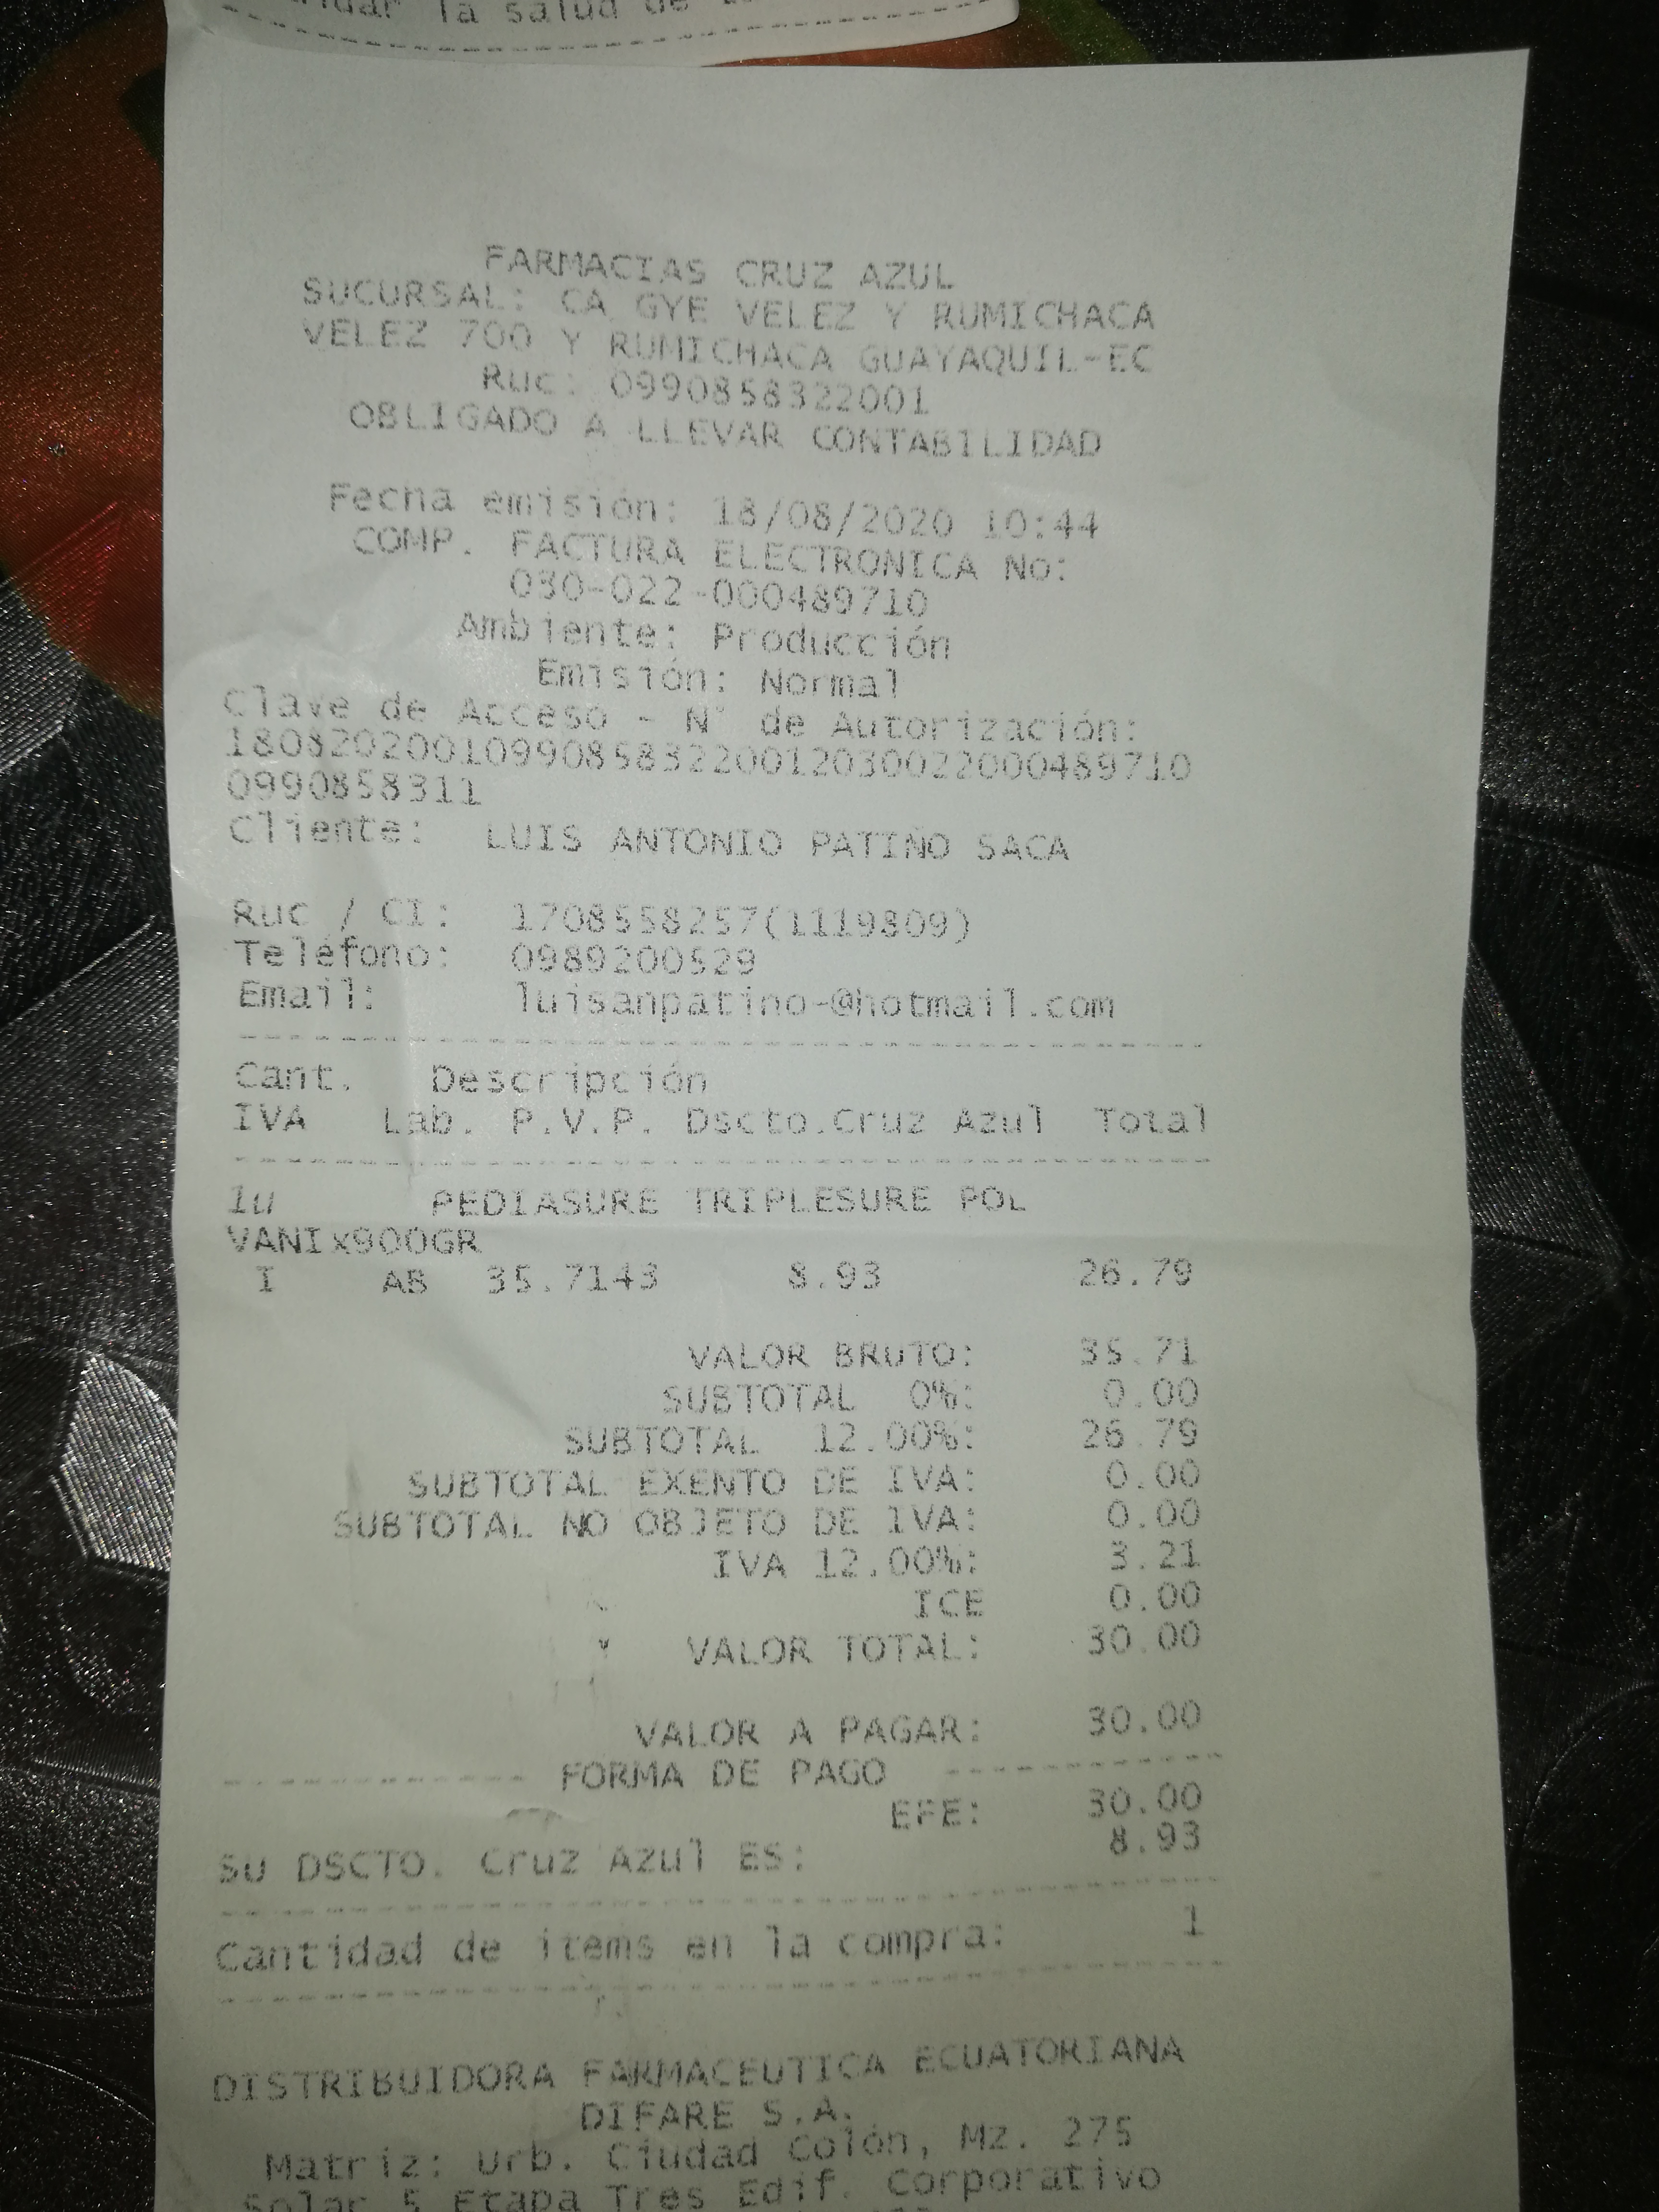 la salud de
FARMACIAS CRUZ AZUL
SUCURSAL: CA GYE VELEZ Y RUMICHACA
VELEZ 700 Y RUMICHACA GUAYAQUIL-EC
Ruc: 0990858322001
OBLIGADO A LLEVAR CONTABILIDAD
Fecha emisión: 18/08/2020 10:44
COMP. FACTURA ELECTRONICA No:
030-022-000489710
Ambiente: Producción
Emisión: Normal
Clave de Acceso - N° de Autorización:
180820200109908583220012030022000489710
0990858311
Cliente: LUIS ANTONIO PATIÑO SACA
Ruc / CI: 1708558257(1119809)
Teléfono: 0989200529
Email: luisanpatino-@hotmail.com
Cant. Descripción
IVA Lab. P.V.P. Dscto.Cruz Azul Total
1u PEDIASURE TRIPLESURE POL
VANIx900GR
I AB 35.7143 8.93 26.79
VALOR BRUTO: 35.71
SUBTOTAL 0%: 0.00
SUBTOTAL 12.00%: 26.79
SUBTOTAL EXENTO DE IVA: 0.00
SUBTOTAL NO OBJETO DE IVA: 0.00
IVA 12.00%: 3.21
ICE 0.00
VALOR TOTAL: 30.00
VALOR A PAGAR: 30.00
FORMA DE PAGO
EFE: 30.00
SU DSCTO. Cruz Azul ES: 8.93
Cantidad de items en la compra: 1
DISTRIBUIDORA FARMACEUTICA ECUATORIANA
DIFARE S.A.
Matriz: Urb. Ciudad Colón, Mz. 275
Solar 5 Etapa Tres Edif. Corporativo